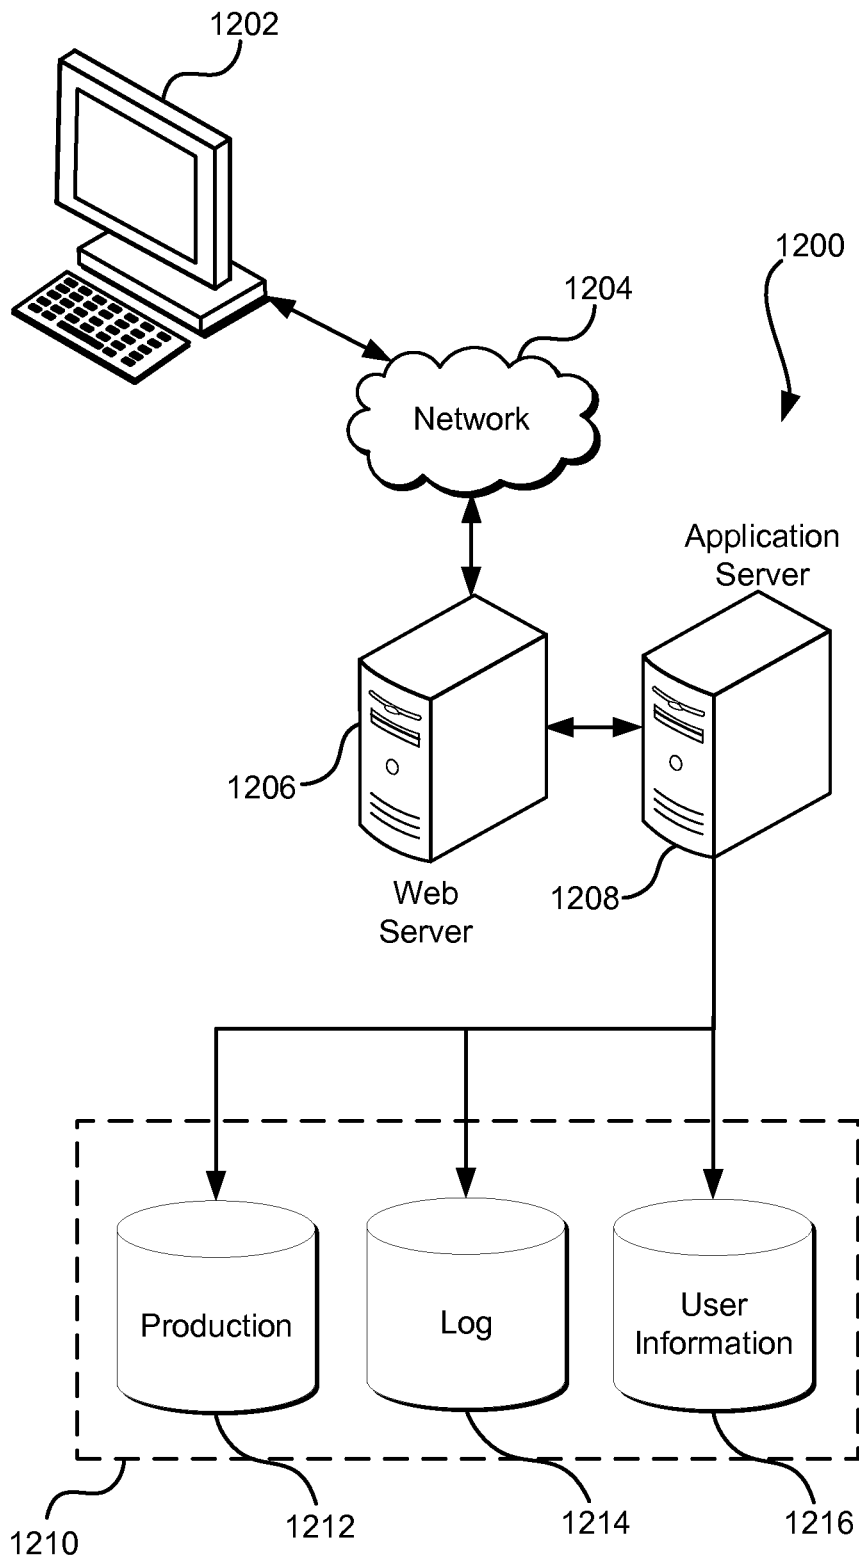 1202
1200
1204
Network
Application
Server
1206
1208
Web
Server
Production
Log
User
Information
1210
1212
1214
1216